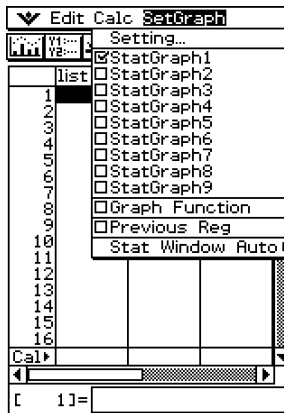 Edit Calc SetGraph
Setting...
list
StatGraph1
StatGraph2
StatGraph3
StatGraph4
StatGraph5
StatGraph6
StatGraph7
StatGraph8
StatGraph9
Graph Function
Previous Reg
Stat Window Auto
1
2
3
4
5
6
7
8
9
10
11
12
13
14
15
16
Cal
[ 1]=